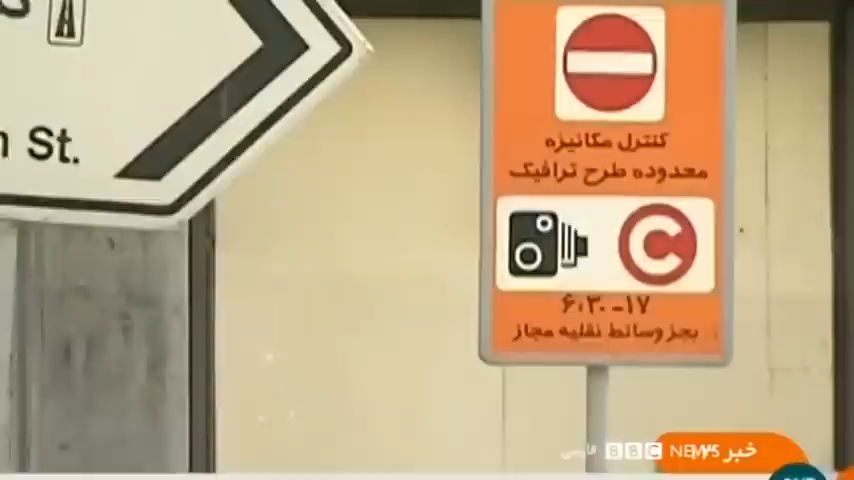 St.
کنترل مکانیزه
محدوده طرح ترافیک
C
۶:۳۰-۱۷
بجز وسائط نقلیه مجاز
فارسی BBC NEWS
خبر